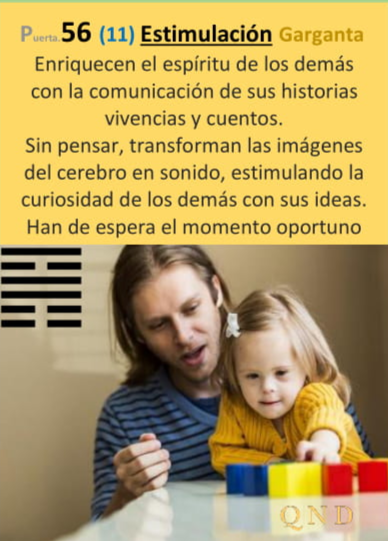 Puerta.56 (11) Estimulación Garganta
Enriquecen el espíritu de los demás
con la comunicación de sus historias
vivencias y cuentos.
Sin pensar, transforman las imágenes
del cerebro en sonido, estimulando la
curiosidad de los demás con sus ideas.
Han de espera el momento oportuno
QND